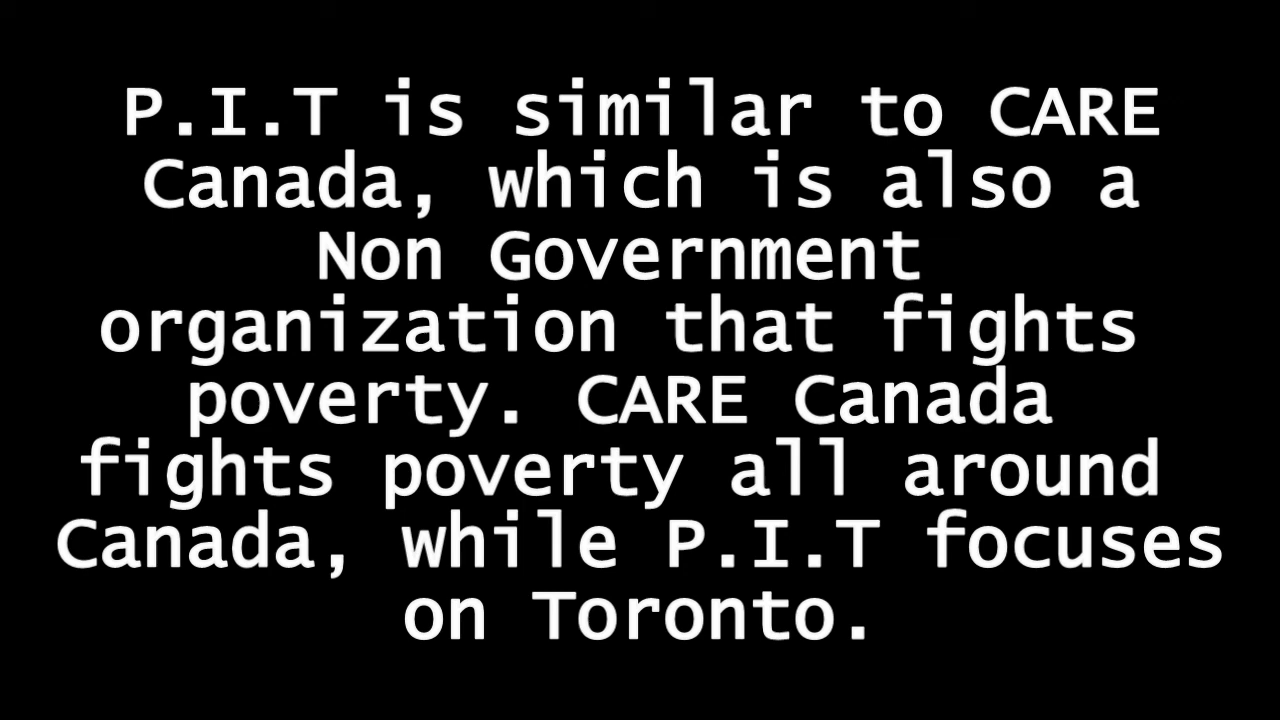 P.I.T is similar to CARE
Canada, which is also a
Non Government
organization that fights
poverty. CARE Canada
fights poverty all around
Canada, while P.I.T focuses
on Toronto.